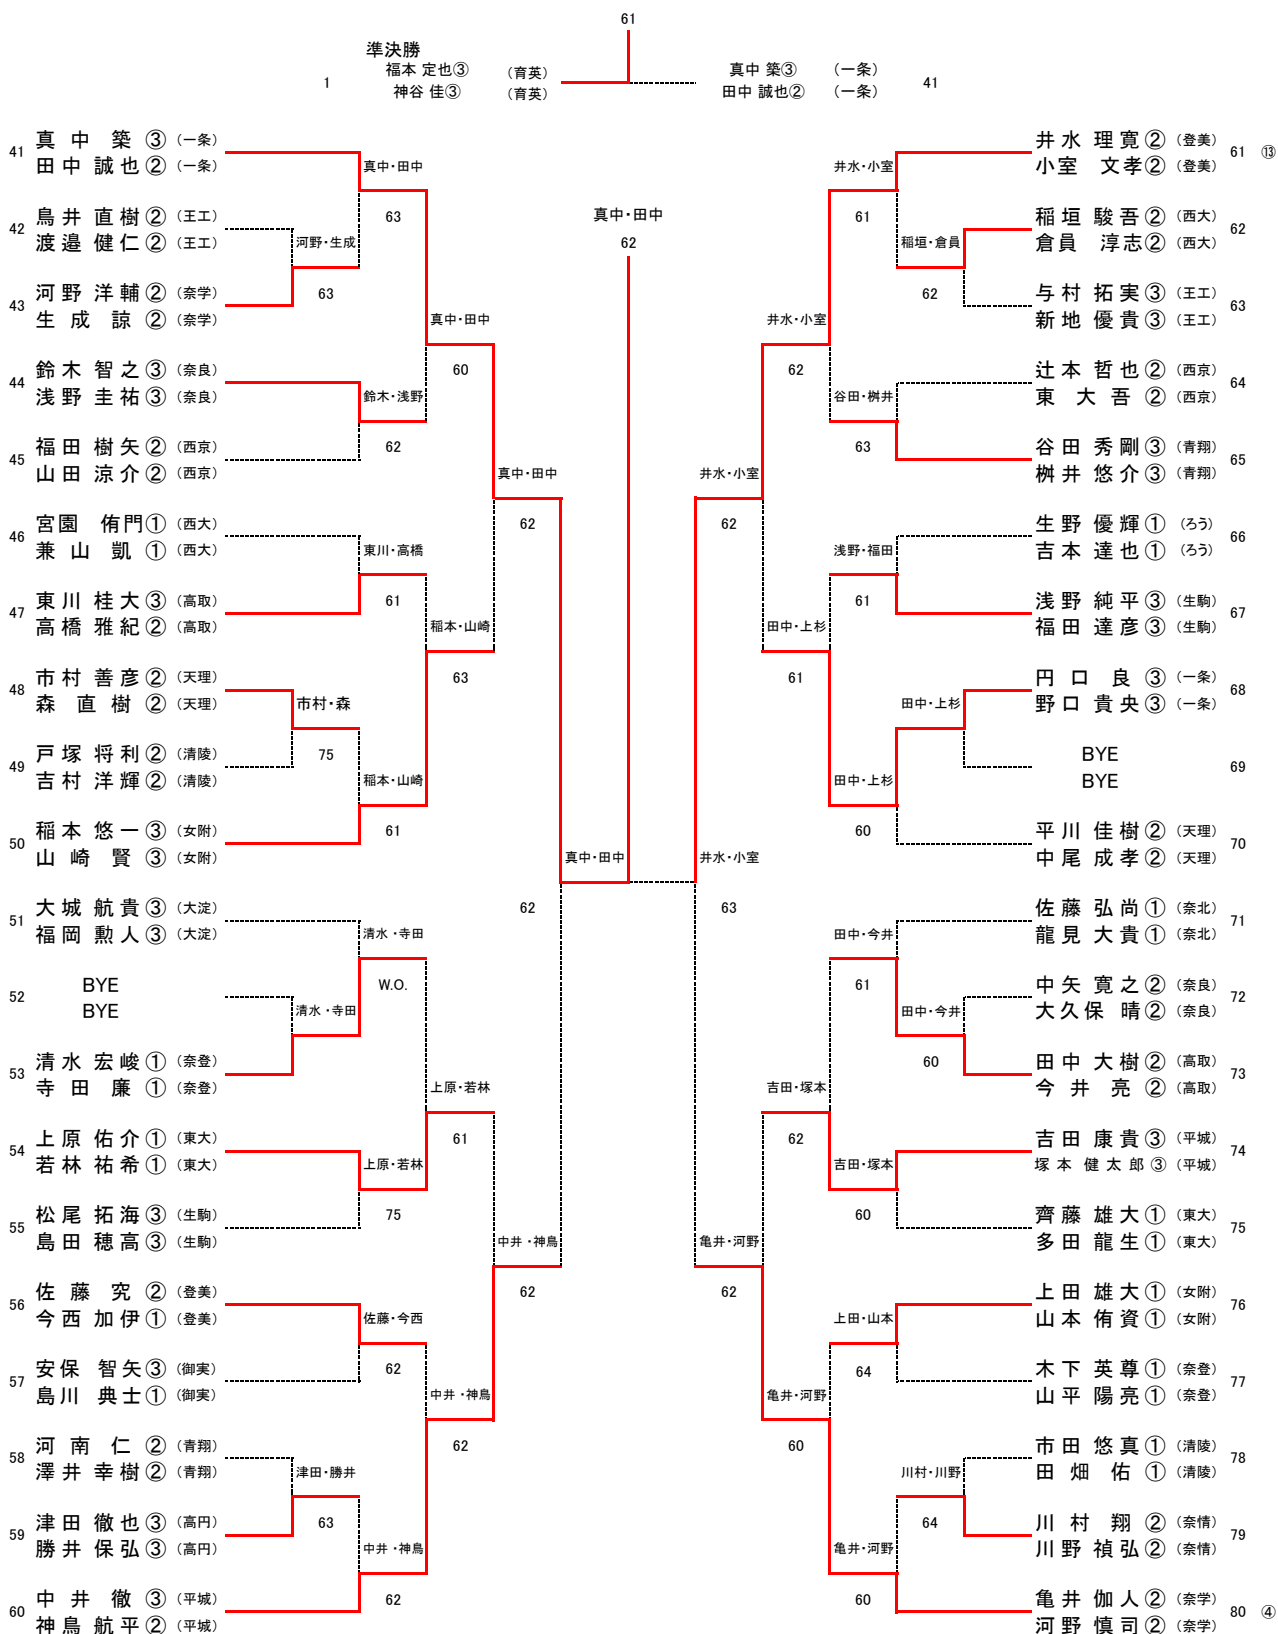 61
準決勝
福本 定也③ （育英） 真中 築③ （一条）
1 41
神谷 佳③ （育英） 田中 誠也② （一条）
41 真中 築③（一条）
田中誠也②（一条）
真中・田中
63
42 鳥井直樹②（王工）
渡邉健仁②（王工）
河野・生成
63
43 河野洋輔②（奈学）
生成諒②（奈学）
真中・田中
60
44 鈴木智之③（奈良）
浅野圭祐③（奈良）
鈴木・浅野
62
45 福田樹矢②（西京）
山田涼介②（西京）
真中・田中
62
46 宮園侑門①（西大）
兼山凱①（西大）
東川・高橋
61
47 東川桂大③（高取）
高橋雅紀②（高取）
稲本・山崎
63
48 市村善彦②（天理）
森直樹②（天理）
市村・森
75
49 戸塚将利②（清陵）
吉村洋輝②（清陵）
稲本・山崎
61
50 稲本悠一③（女附）
山崎賢③（女附）
真中・田中
62
51 大城航貴③（大淀）
福岡勲人③（大淀）
清水・寺田
W.O.
52 BYE
BYE
清水・寺田
53 清水宏峻①（奈登）
寺田廉①（奈登）
上原・若林
61
54 上原佑介①（東大）
若林祐希①（東大）
上原・若林
75
55 松尾拓海③（生駒）
島田穂高③（生駒）
中井・神鳥
62
56 佐藤究②（登美）
今西加伊①（登美）
佐藤・今西
62
57 安保智矢③（御実）
島川典士①（御実）
中井・神鳥
62
58 河南仁②（青翔）
澤井幸樹②（青翔）
津田・勝井
63
59 津田徹也③（高円）
勝井保弘③（高円）
中井・神鳥
62
60 中井徹③（平城）
神鳥航平②（平城）
真中・田中
62
井水理寛②（登美） 61 ⑬
小室文孝②（登美）
井水・小室
61
稲垣駿吾②（西大） 62
倉員淳志②（西大）
稲垣・倉員
62
与村拓実③（王工） 63
新地優貴③（王工）
井水・小室
62
辻本哲也②（西京） 64
東大吾②（西京）
谷田・桝井
63
谷田秀剛③（青翔） 65
桝井悠介③（青翔）
井水・小室
62
生野優輝①（ろう） 66
吉本達也①（ろう）
浅野・福田
61
浅野純平③（生駒） 67
福田達彦③（生駒）
田中・上杉
61
円口良③（一条） 68
野口貴央③（一条）
田中・上杉
BYE 69
BYE
田中・上杉
60
平川佳樹②（天理） 70
中尾成孝②（天理）
井水・小室
63
佐藤弘尚①（奈北） 71
龍見大貴①（奈北）
田中・今井
61
中矢寛之②（奈良） 72
大久保晴②（奈良）
田中・今井
60
田中大樹②（高取） 73
今井亮②（高取）
吉田・塚本
62
吉田康貴③（平城） 74
塚本健太郎③（平城）
吉田・塚本
60
齊藤雄大①（東大） 75
多田龍生①（東大）
亀井・河野
62
上田雄大①（女附） 76
山本侑資①（女附）
上田・山本
64
木下英尊①（奈登） 77
山平陽亮①（奈登）
亀井・河野
60
市田悠真①（清陵） 78
田畑佑①（清陵）
川村・川野
64
川村翔②（奈情） 79
川野禎弘②（奈情）
亀井・河野
60
亀井伽人②（奈学） 80 ④
河野慎司②（奈学）